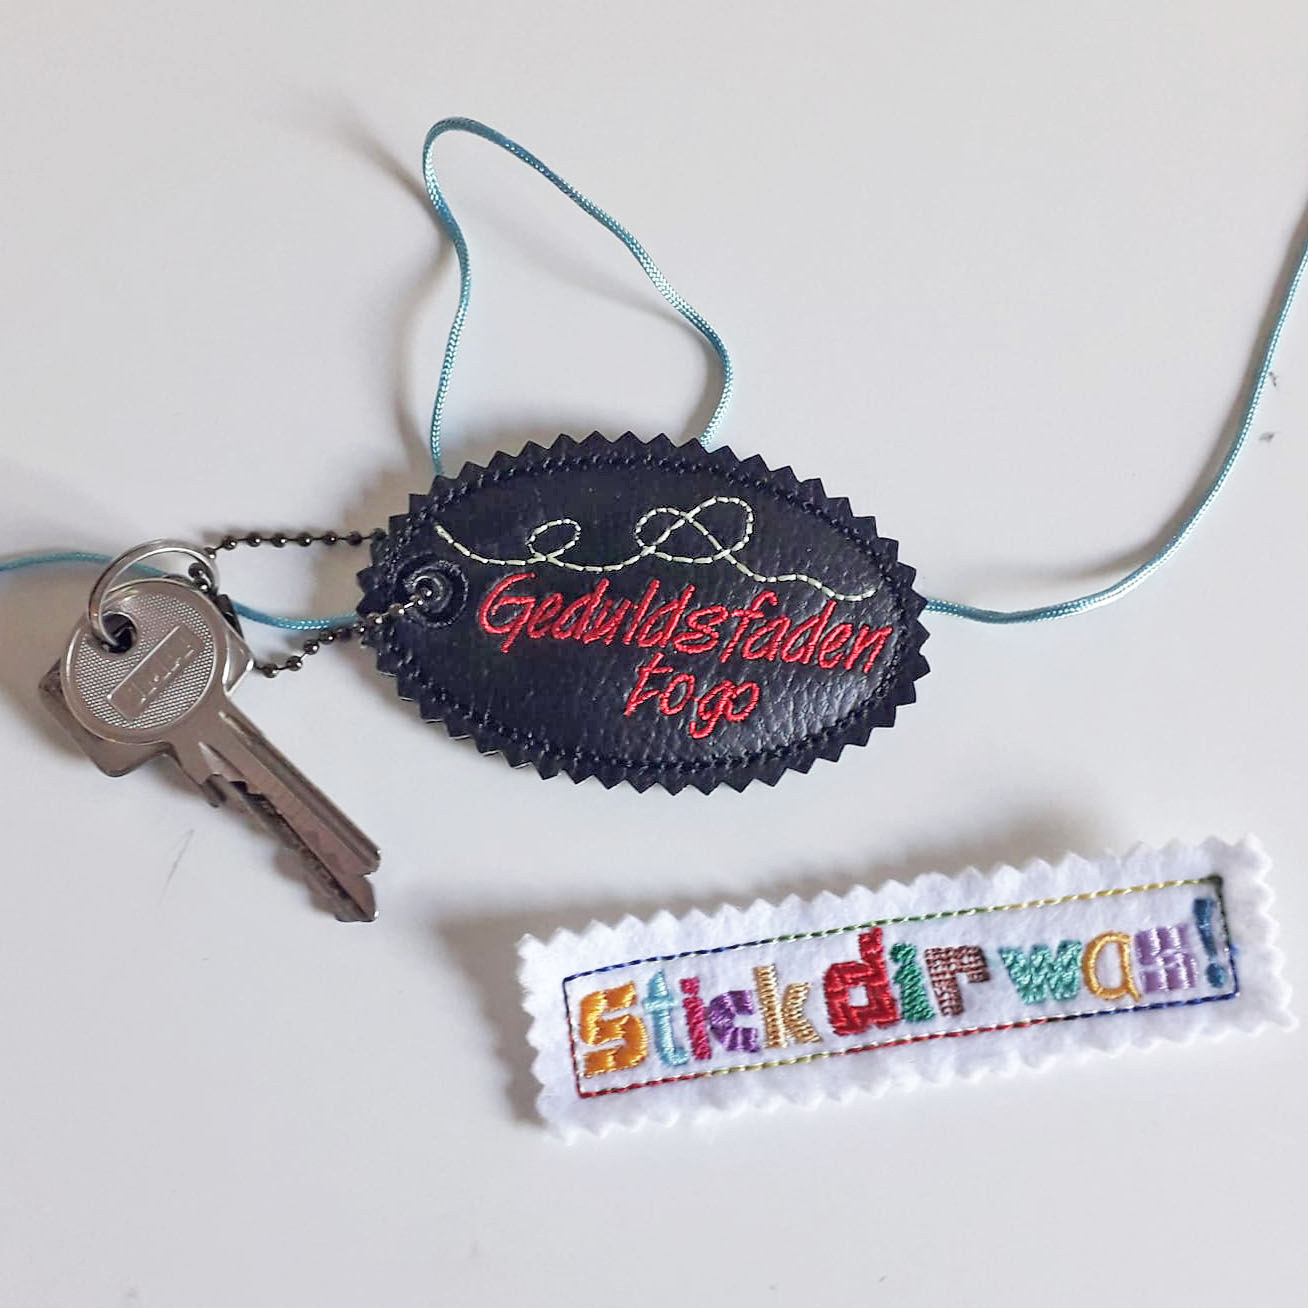 Geduldsfaden
to go
Stick dir was!